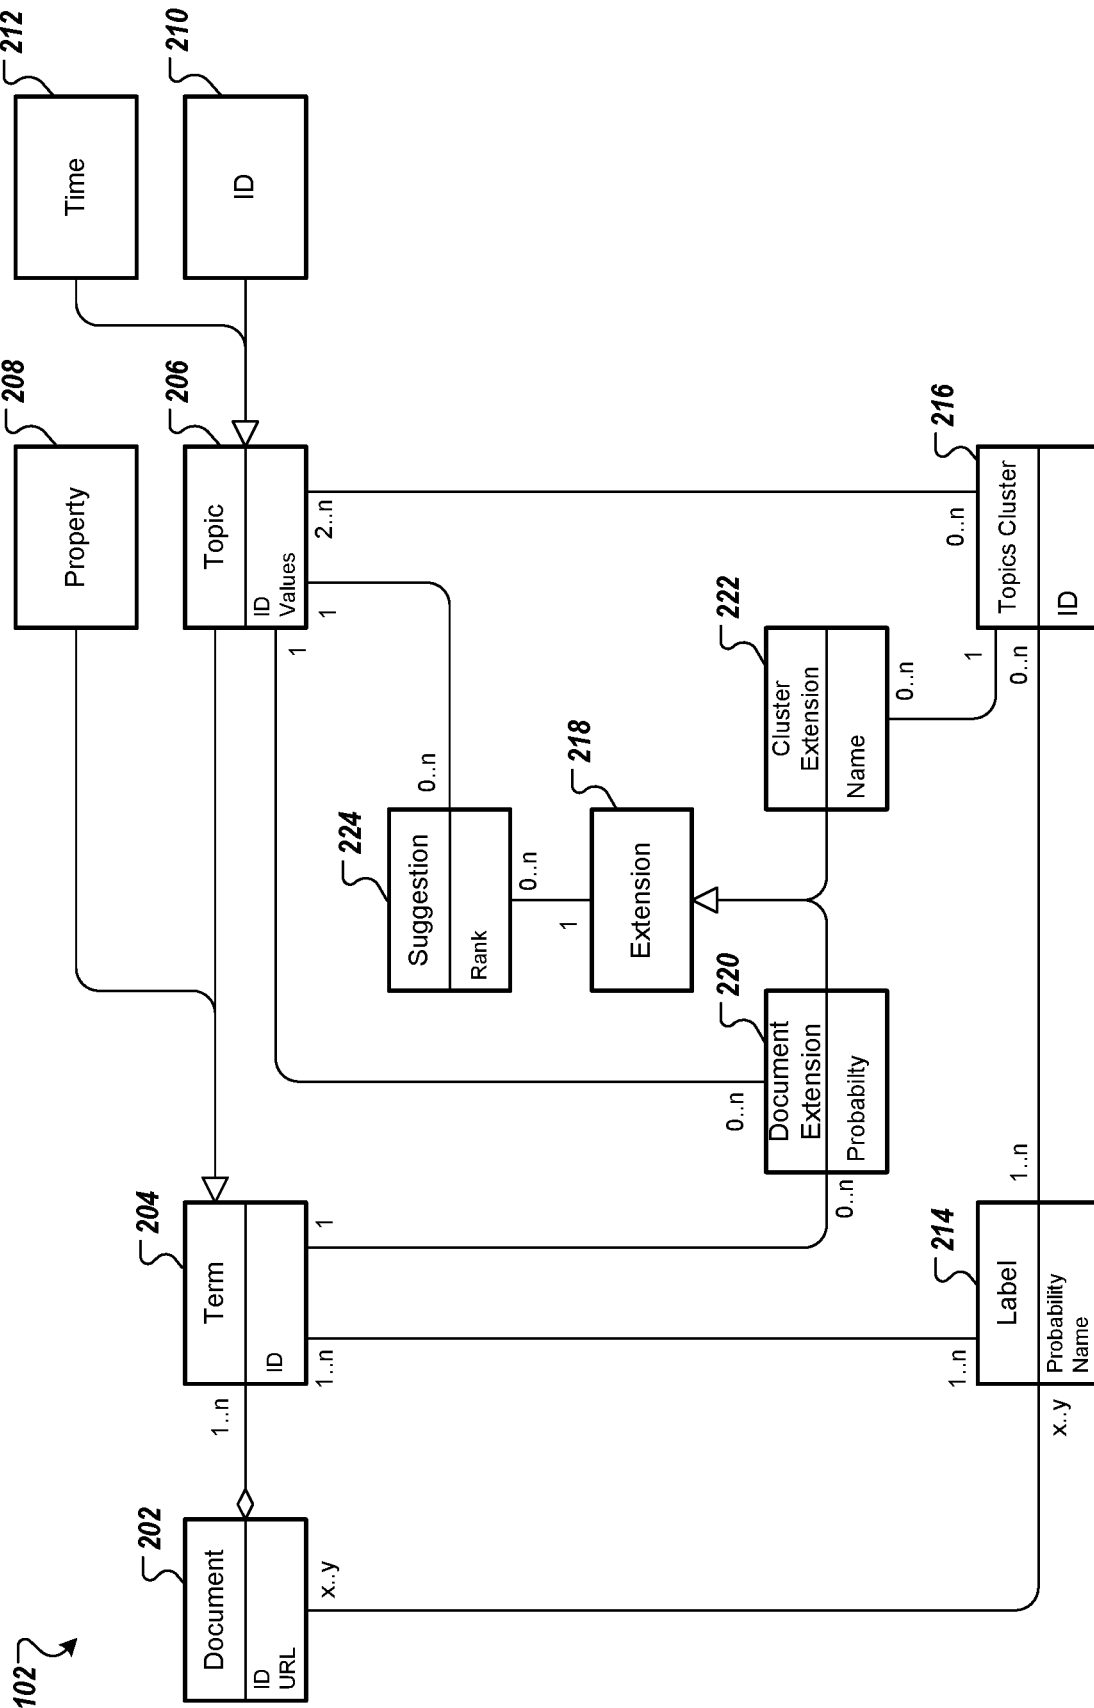 102
Document
ID
URL
202
x..y
1..n
Term
ID
204
1
1..n
Property
208
Topic
ID
Values
206
1
1
2..n
Time
212
ID
210
Suggestion
Rank
224
0..n
0..n
1
Extension
218
Document
Extension
Probabilty
220
0..n
0..n
Cluster
Extension
Name
222
0..n
1
Label
Probability
Name
214
1..n
x..y
1..n
Topics Cluster
ID
216
0..n
0..n